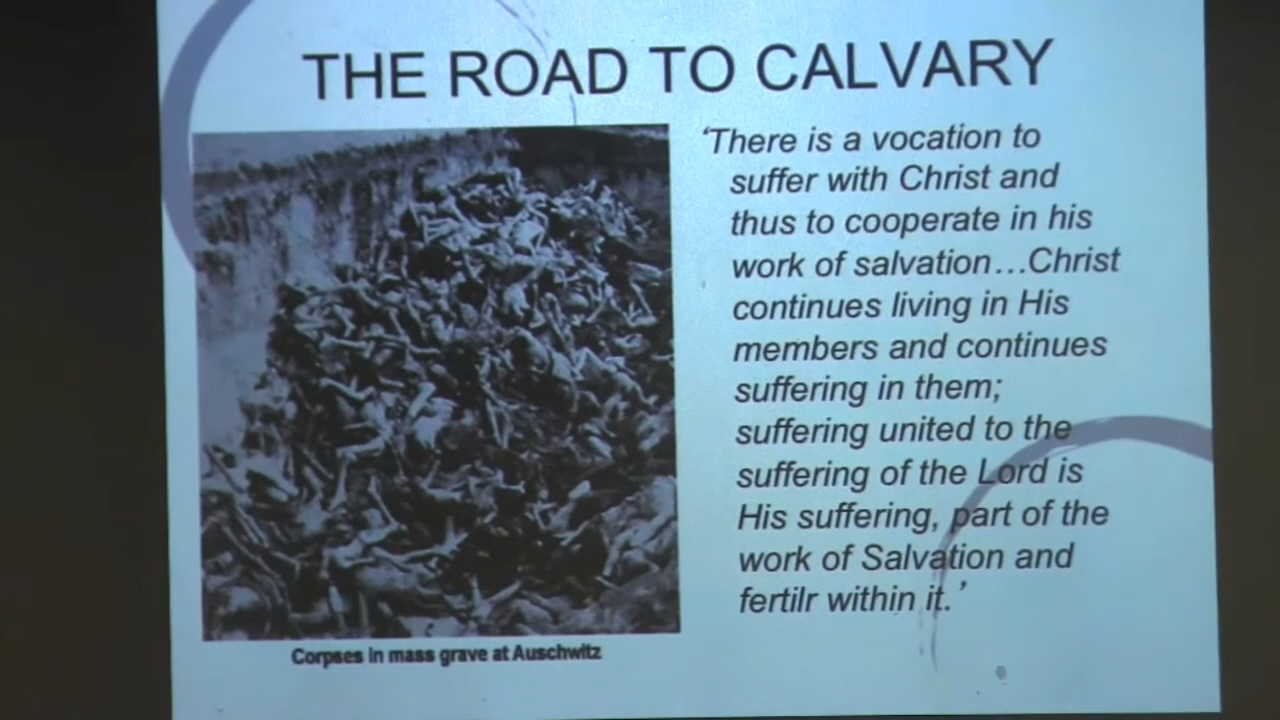 THE ROAD TO CALVARY
‘There is a vocation to
suffer with Christ and
thus to cooperate in his
work of salvation…Christ
continues living in His
members and continues
suffering in them;
suffering united to the
suffering of the Lord is
His suffering, part of the
work of Salvation and
fertilr within it.’
Corpses in mass grave at Auschwitz